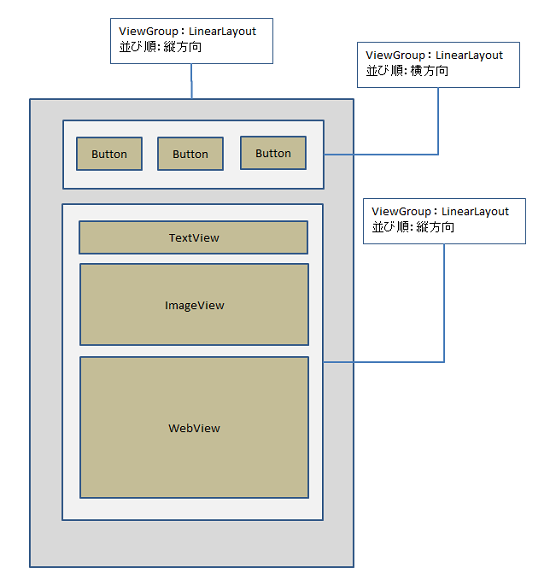 ViewGroup：LinearLayout
並び順：縦方向
ViewGroup：LinearLayout
並び順：横方向
Button
Button
Button
ViewGroup：LinearLayout
並び順：縦方向
TextView
ImageView
WebView